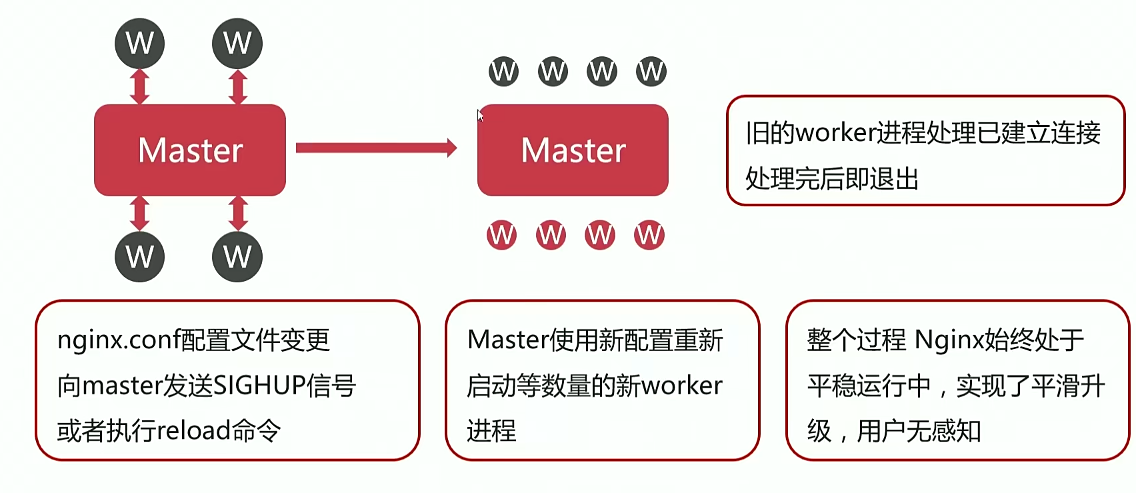 W W
Master
W W
W W W W
Master
W W W W
旧的worker进程处理已建立连接
处理完后即退出
nginx.conf配置文件变更
向master发送SIGHUP信号
或者执行reload命令
Master使用新配置重新
启动等数量的新worker
进程
整个过程 Nginx始终处于
平稳运行中，实现了平滑升
级，用户无感知